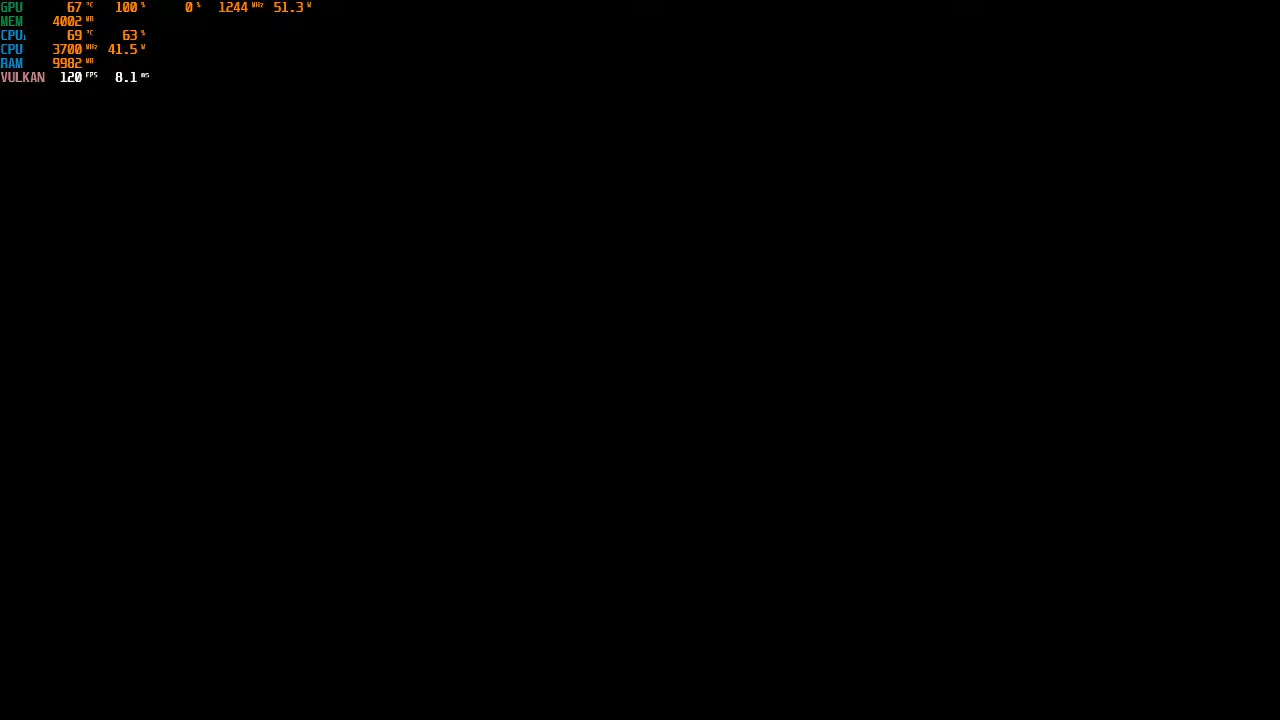 GPU 67 °C 100 % 0 % 1244 MHz 51.3 W
MEM 4002 MB
CPU 69 °C 63 %
CPU 3700 MHz 41.5 W
RAM 9982 MB
VULKAN 120 FPS 8.1 ms